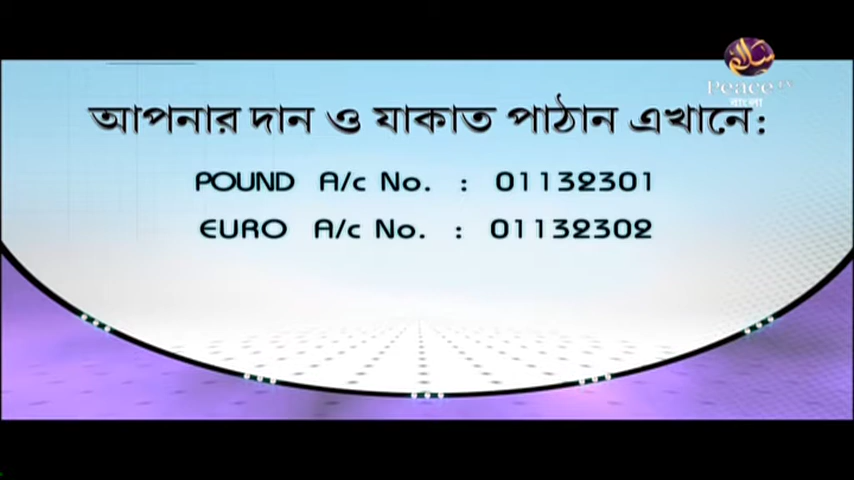 Peace TV
বাংলা
আপনার দান ও যাকাত পাঠান এখানে:
POUND A/c No. : 01132301
EURO A/c No. : 01132302